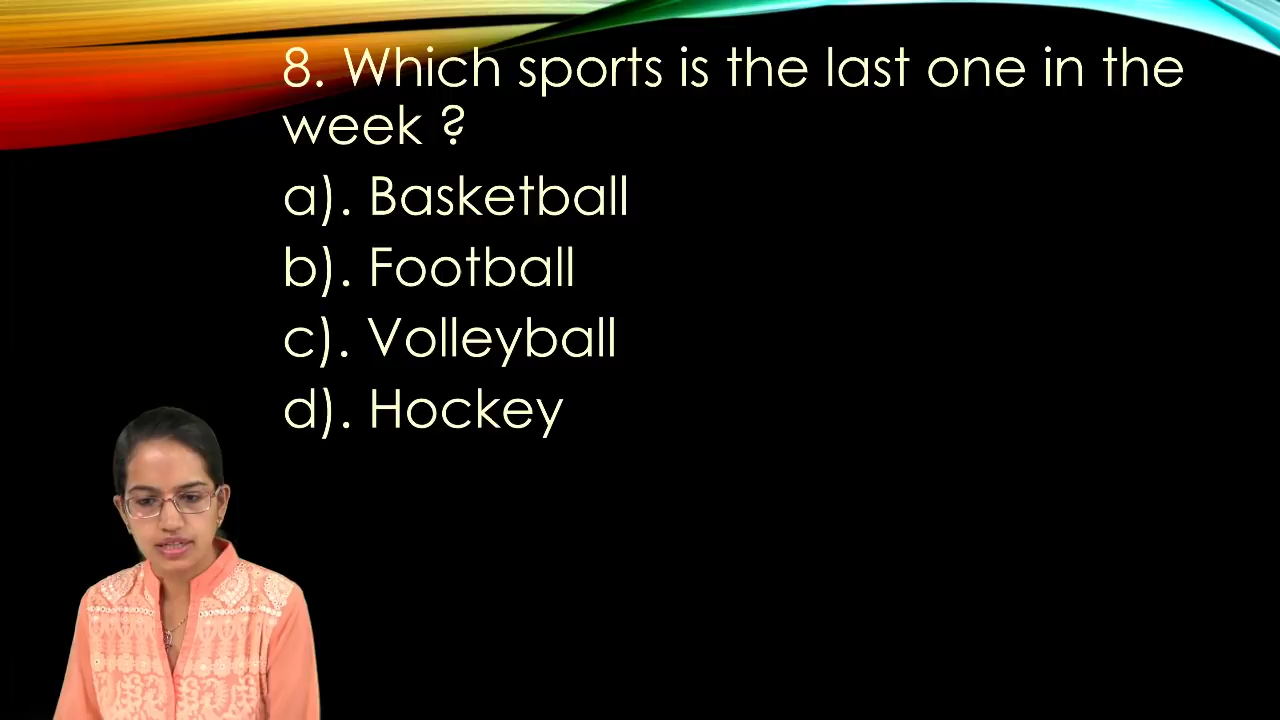 8. Which sports is the last one in the
week ?
a). Basketball
b). Football
c). Volleyball
d). Hockey